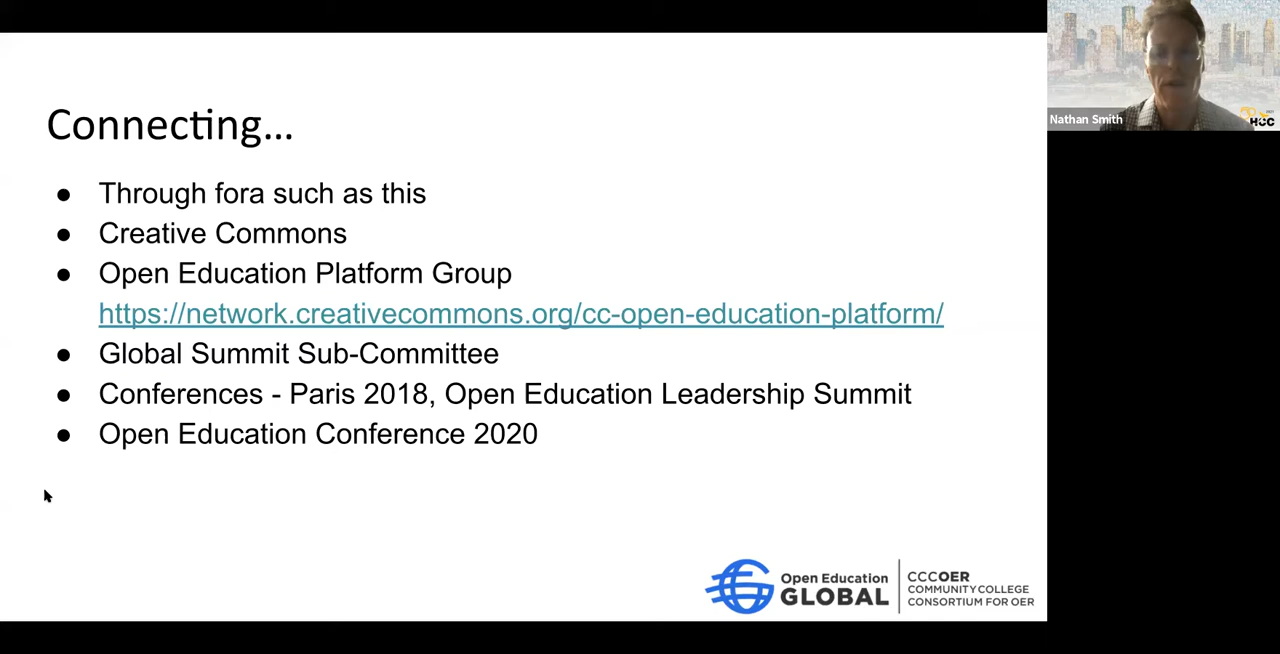 Connecting...
● Through fora such as this
● Creative Commons
● Open Education Platform Group
https://network.creativecommons.org/cc-open-education-platform/
● Global Summit Sub-Committee
● Conferences - Paris 2018, Open Education Leadership Summit
● Open Education Conference 2020
Open Education
GLOBAL
CCCOER
COMMUNITY COLLEGE
CONSORTIUM FOR OER
Nathan Smith
HCC